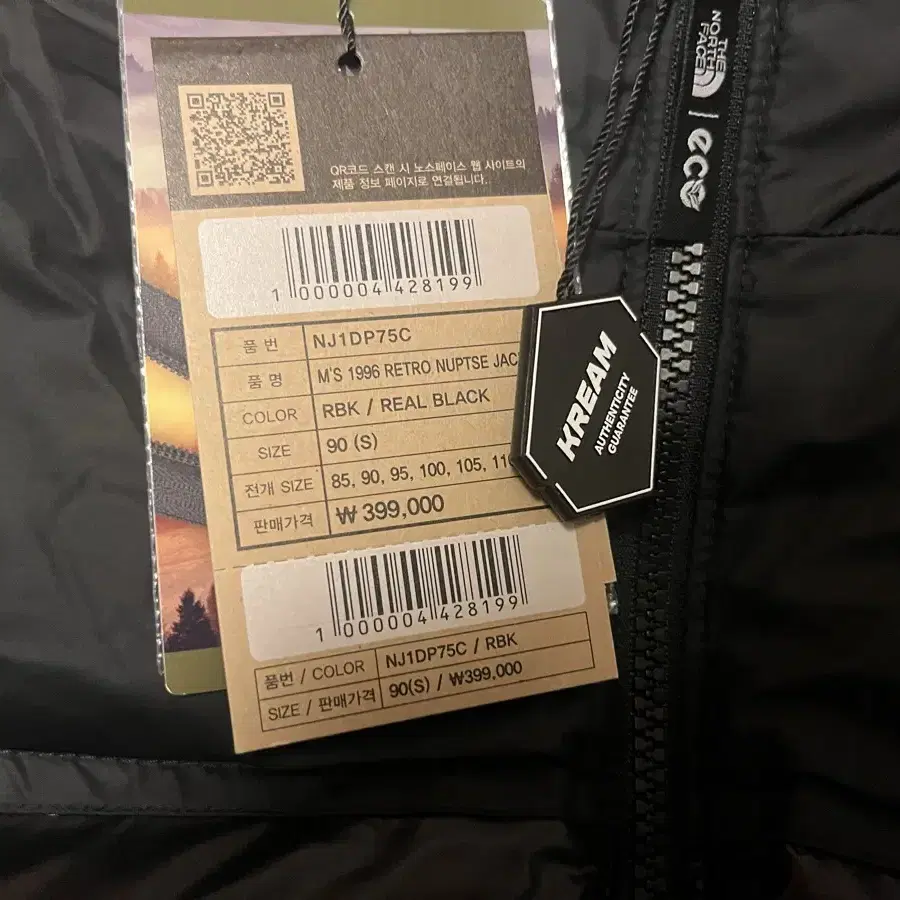 QR코드 스캔 시 노스페이스 웹 사이트의
제품 정보 페이지로 연결됩니다.
1 000004 428199
품 번 NJ1DP75C
품 명 M'S 1996 RETRO NUPTSE JAC
COLOR RBK / REAL BLACK
SIZE 90 (S)
전개 SIZE 85, 90, 95, 100, 105, 11
판매가격 ₩ 399,000
1 000004 428199
품번 / COLOR NJ1DP75C / RBK
SIZE / 판매가격 90(S) / ₩399,000
KREAM
AUTHENTICITY
GUARANTEE
THE
NORTH
FACE
eco